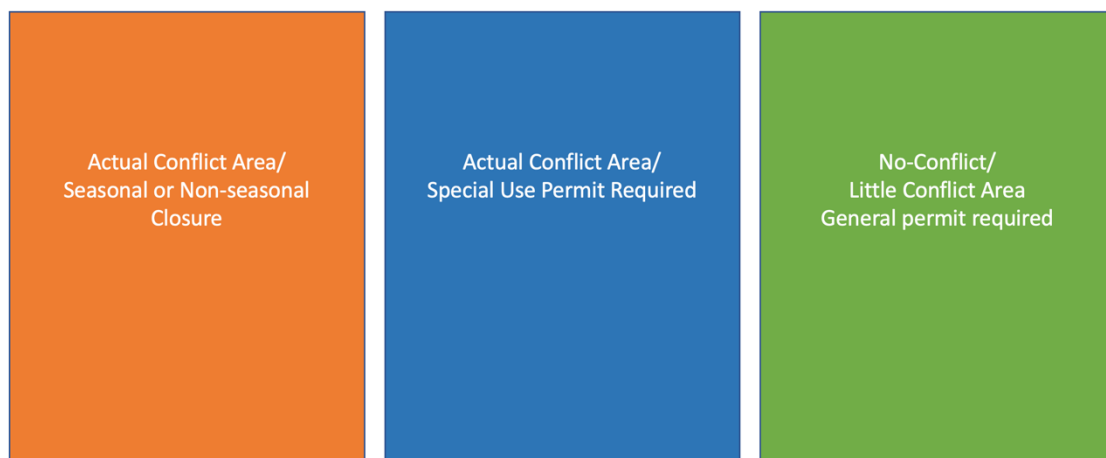 Actual Conflict Area/
Seasonal or Non-seasonal
Closure
Actual Conflict Area/
Special Use Permit Required
No-Conflict/
Little Conflict Area
General permit required